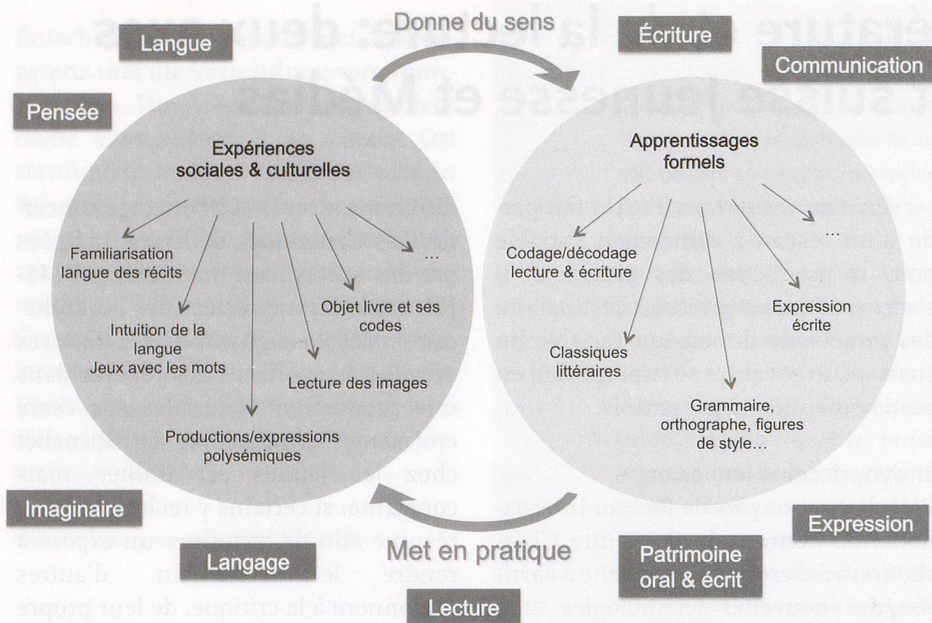 Donne du sens
Langue
Écriture
Communication
Pensée
Expériences
sociales & culturelles
Familiarisation
langue des récits
Intuition de la
langue
Jeux avec les mots
Productions/expressions
polysémiques
Lecture des images
Objet livre et ses
codes
...
Apprentissages
formels
Codage/décodage
lecture & écriture
Classiques
littéraires
Grammaire,
orthographe, figures
de style...
Expression
écrite
...
Imaginaire
Langage
Met en pratique
Lecture
Patrimoine
oral & écrit
Expression